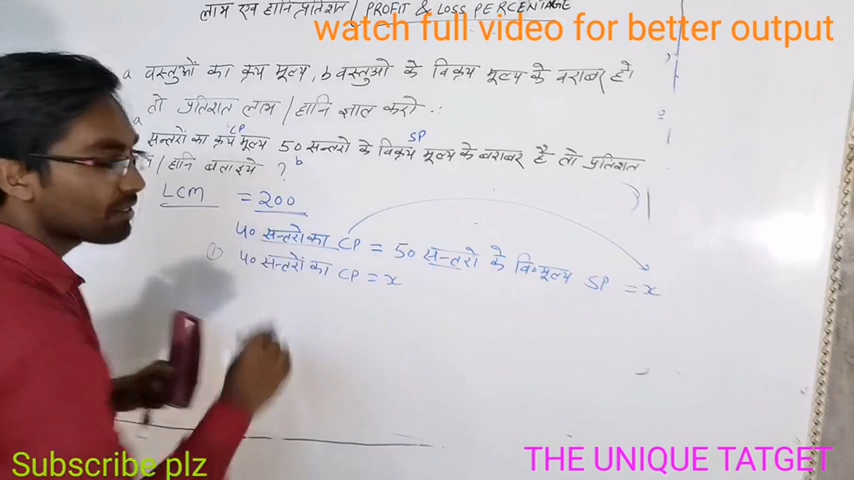 लाभ एवं हानि प्रतिशत / PROFIT & LOSS PERCENTAGE
watch full video for better output
a वस्तुओं का क्रय मूल्य, b वस्तुओ के विक्रय मूल्य के बराबर हो।
तो प्रतिशत लाभ / हानि ज्ञात करो :
a CP SP
सन्तरों का क्रय मूल्य 50 सन्तरो के विक्रय मूल्य के बराबर है तो प्रतिशत
/ हानि बताइये ? b
LCM = 200
40 सन्तरो का CP = 50 सन्तरो के वि॰मूल्य SP = x
① 40 सन्तरों का CP = x
Subscribe plz
THE UNIQUE TATGET